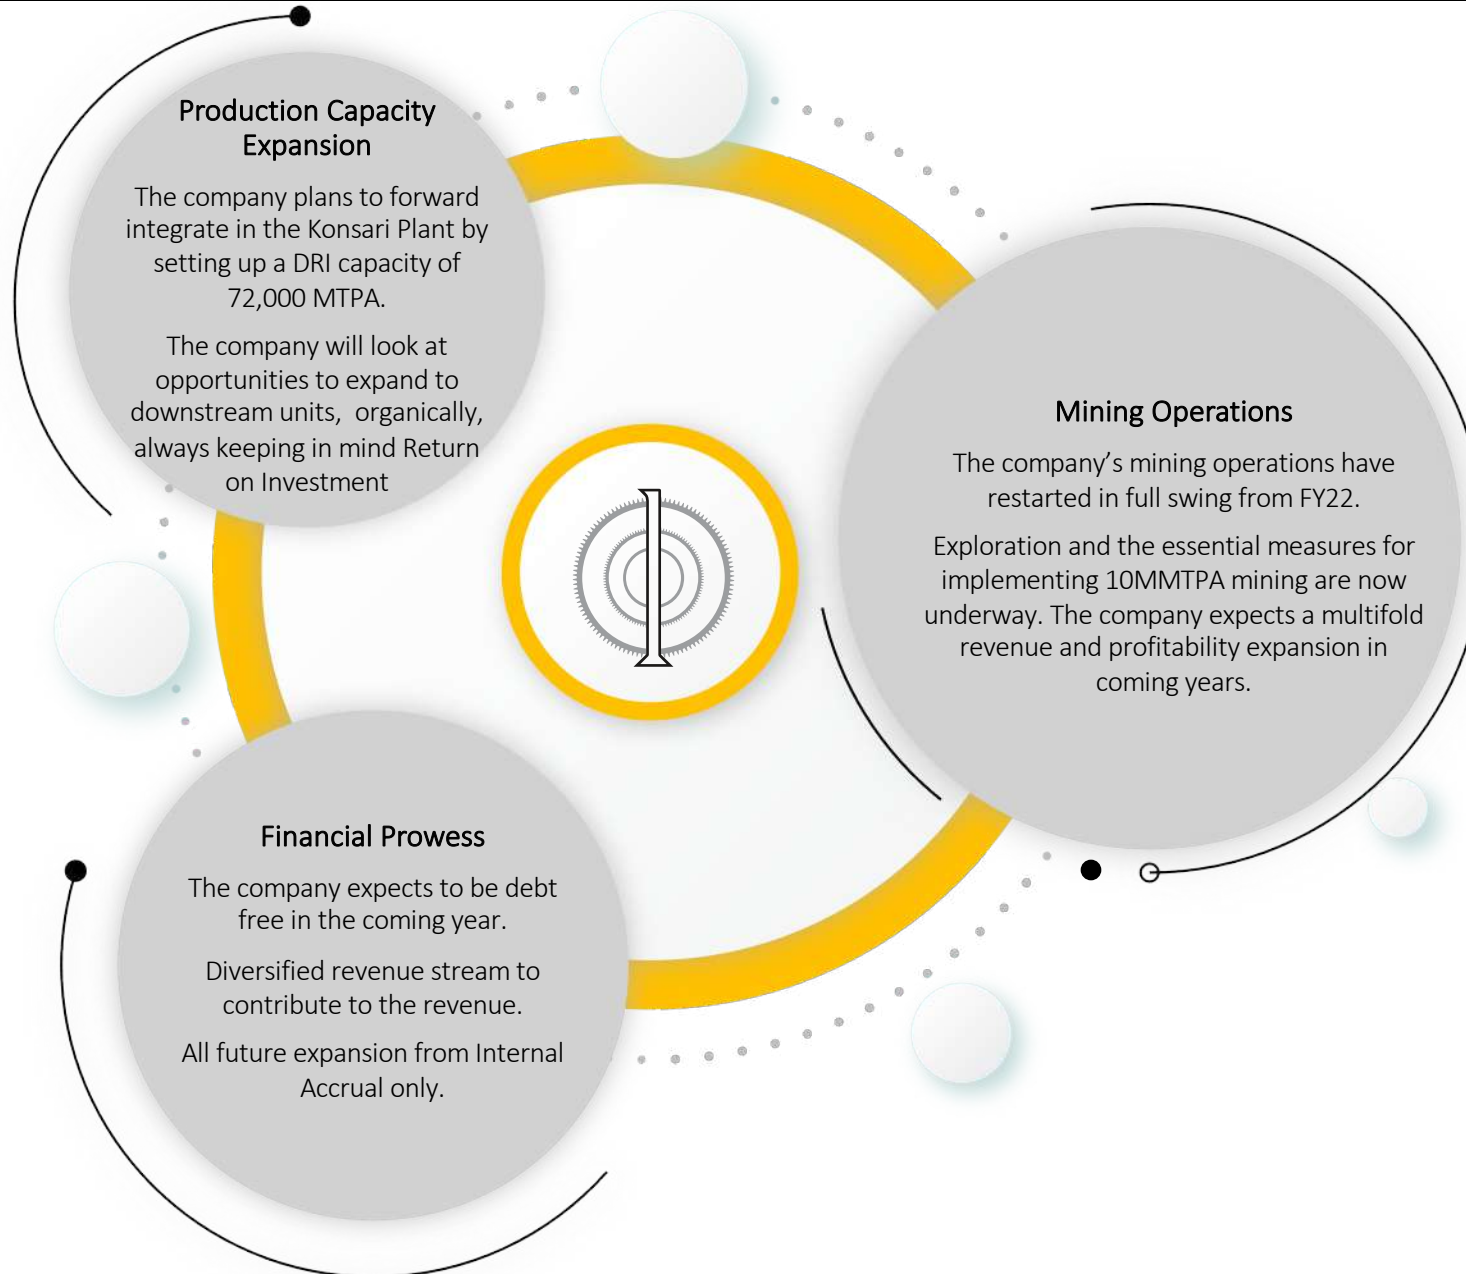 Production Capacity
Expansion
The company plans to forward
integrate in the Konsari Plant by
setting up a DRI capacity of
72,000 MTPA.
The company will look at
opportunities to expand to
downstream units, organically,
always keeping in mind Return
on Investment
Mining Operations
The company’s mining operations have
restarted in full swing from FY22.
Exploration and the essential measures for
implementing 10MMTPA mining are now
underway. The company expects a multifold
revenue and profitability expansion in
coming years.
Financial Prowess
The company expects to be debt
free in the coming year.
Diversified revenue stream to
contribute to the revenue.
All future expansion from Internal
Accrual only.